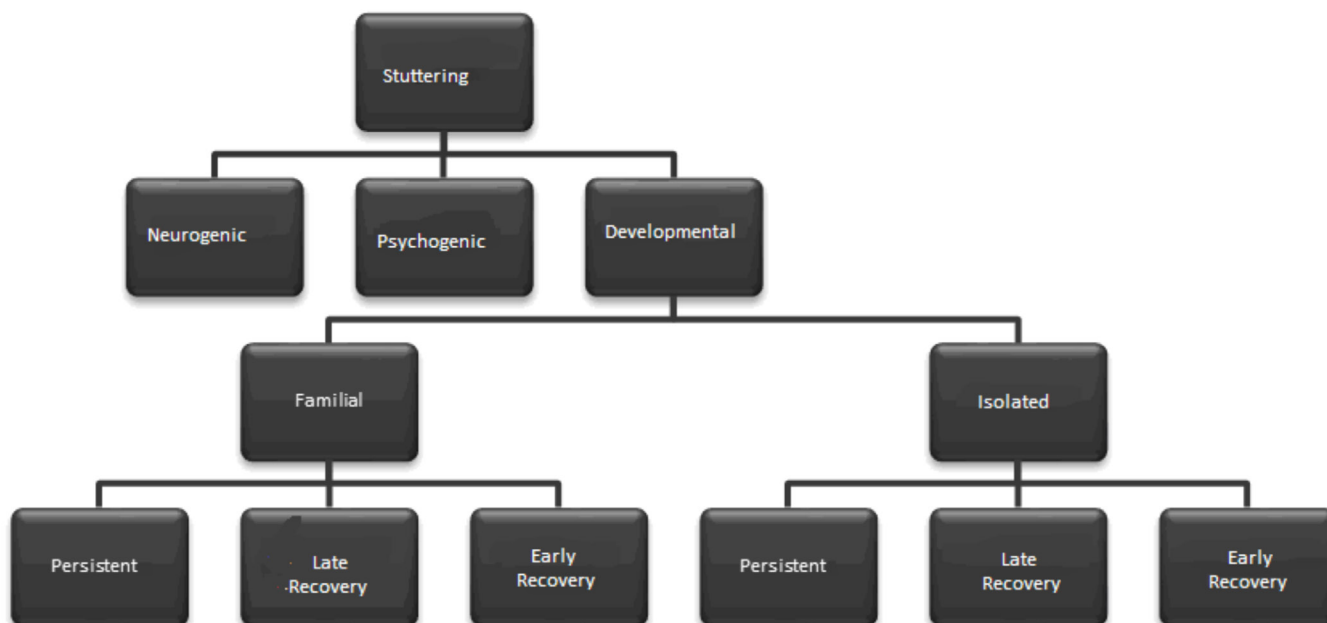 Stuttering
Neurogenic
Psychogenic
Developmental
Familial
Isolated
Persistent
Late
Recovery
Early
Recovery
Persistent
Late
Recovery
Early
Recovery